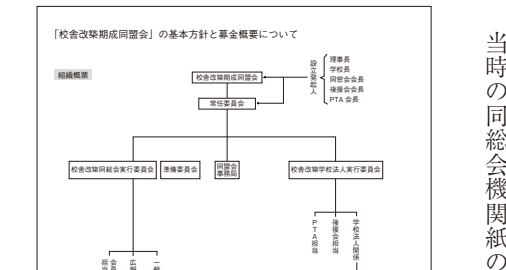 「校舎改築期成同盟会」の基本方針と募金概要について
組織概要
校舎改築期成同盟会
常任委員会
設立発起人
理事長
学校長
同窓会会長
後援会会長
PTA 会長
校舎改築同総会実行委員会
準備委員会
同盟会
事務局
校舎改築学校法人実行委員会
PTA担当
後援会担当
学校法人関係
当時の同総会機関紙の